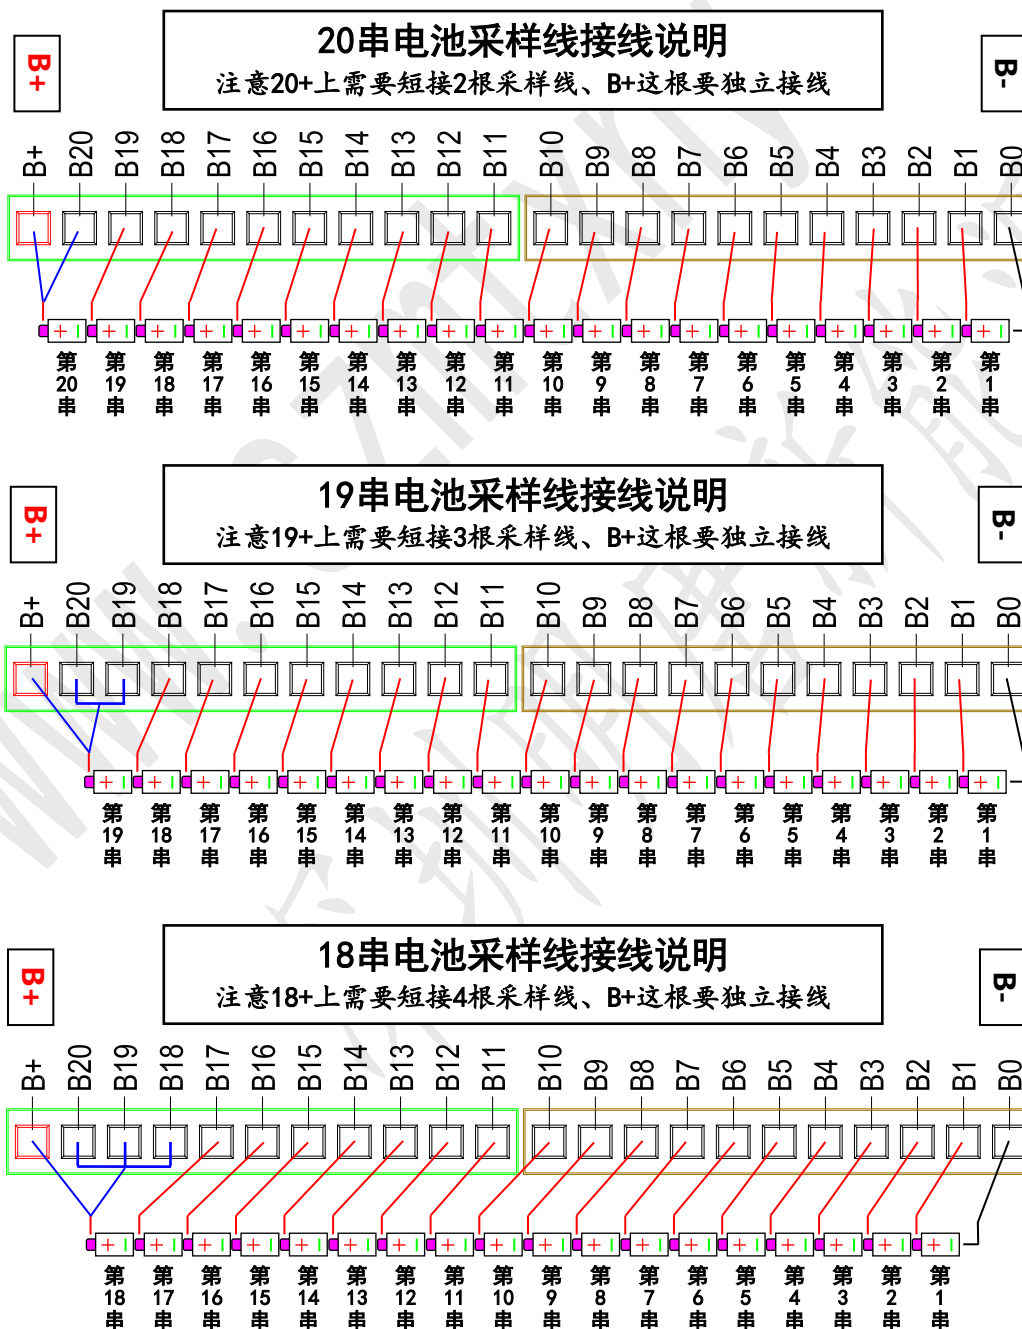 20串电池采样线接线说明
注意20+上需要短接2根采样线、B+这根要独立接线
B+
B-
B+ B20 B19 B18 B17 B16 B15 B14 B13 B12 B11 B10 B9 B8 B7 B6 B5 B4 B3 B2 B1 B0
第20串 第19串 第18串 第17串 第16串 第15串 第14串 第13串 第12串 第11串 第10串 第9串 第8串 第7串 第6串 第5串 第4串 第3串 第2串 第1串
19串电池采样线接线说明
注意19+上需要短接3根采样线、B+这根要独立接线
B+
B-
B+ B20 B19 B18 B17 B16 B15 B14 B13 B12 B11 B10 B9 B8 B7 B6 B5 B4 B3 B2 B1 B0
第19串 第18串 第17串 第16串 第15串 第14串 第13串 第12串 第11串 第10串 第9串 第8串 第7串 第6串 第5串 第4串 第3串 第2串 第1串
18串电池采样线接线说明
注意18+上需要短接4根采样线、B+这根要独立接线
B+
B-
B+ B20 B19 B18 B17 B16 B15 B14 B13 B12 B11 B10 B9 B8 B7 B6 B5 B4 B3 B2 B1 B0
第18串 第17串 第16串 第15串 第14串 第13串 第12串 第11串 第10串 第9串 第8串 第7串 第6串 第5串 第4串 第3串 第2串 第1串